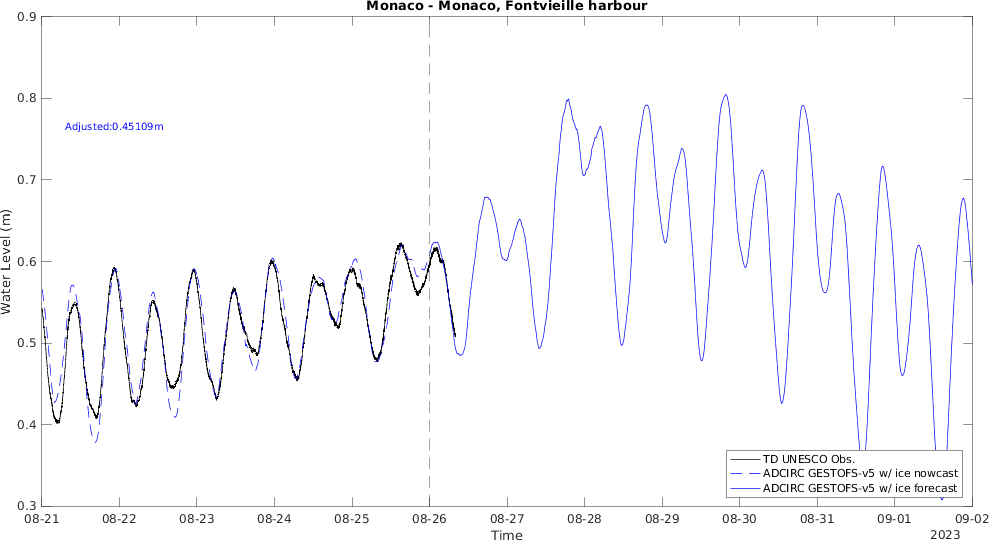 Monaco - Monaco, Fontvieille harbour
0.9
0.8
0.7
0.6
0.5
0.4
0.3
Water Level (m)
Adjusted:0.45109m
TD UNESCO Obs.
ADCIRC GESTOFS-v5 w/ ice nowcast
ADCIRC GESTOFS-v5 w/ ice forecast
08-21 08-22 08-23 08-24 08-25 08-26 08-27 08-28 08-29 08-30 08-31 09-01 09-02
Time
2023